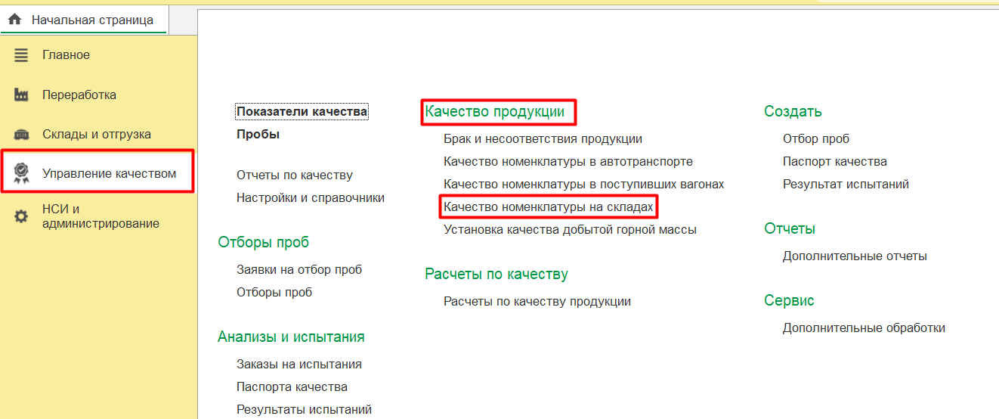 Начальная страница
Главное
Переработка
Склады и отгрузка
Управление качеством
НСИ и
администрирование
Показатели качества
Пробы
Отчеты по качеству
Настройки и справочники
Отборы проб
Заявки на отбор проб
Отборы проб
Анализы и испытания
Заказы на испытания
Паспорта качества
Результаты испытаний
Качество продукции
Брак и несоответствия продукции
Качество номенклатуры в автотранспорте
Качество номенклатуры в поступивших вагонах
Качество номенклатуры на складах
Установка качества добытой горной массы
Расчеты по качеству
Расчеты по качеству продукции
Создать
Отбор проб
Паспорт качества
Результат испытаний
Отчеты
Дополнительные отчеты
Сервис
Дополнительные обработки